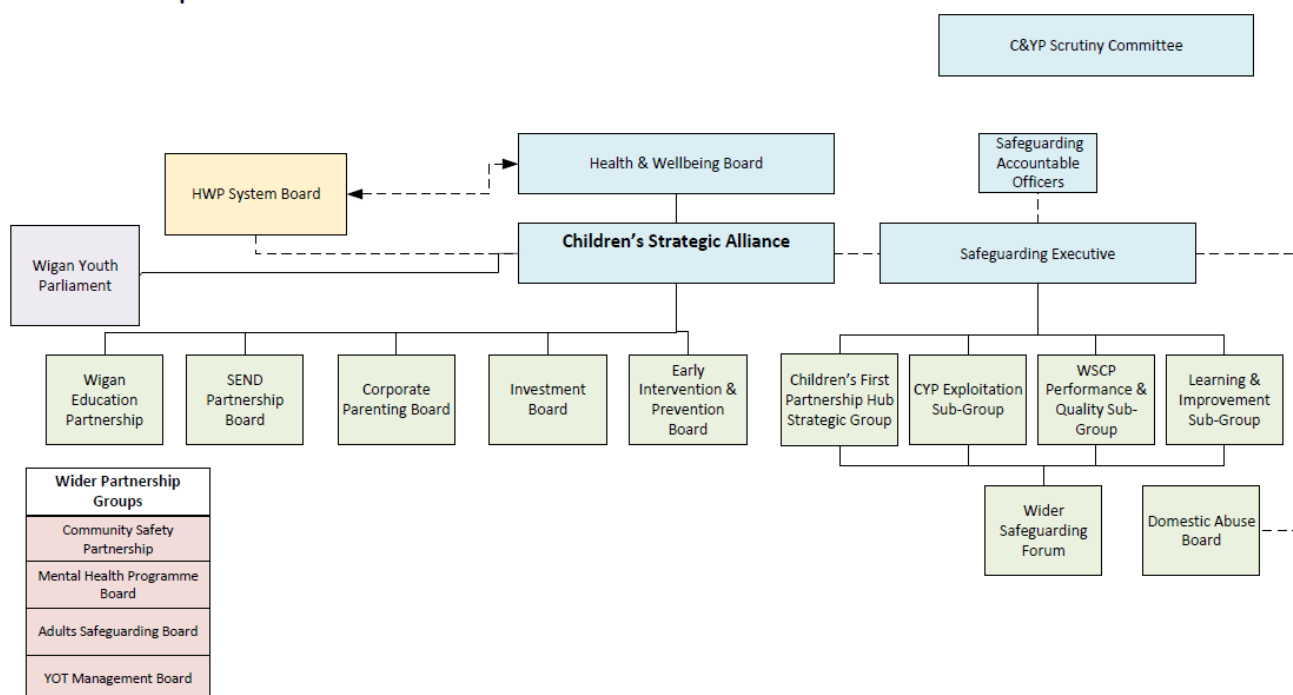 C&YP Scrutiny Committee
Health & Wellbeing Board
Safeguarding
Accountable
Officers
HWP System Board
Children's Strategic Alliance
Safeguarding Executive
Wigan Youth
Parliament
Wigan
Education
Partnership
SEND
Partnership
Board
Corporate
Parenting Board
Investment
Board
Early
Intervention &
Prevention
Board
Children's First
Partnership Hub
Strategic Group
CYP Exploitation
Sub-Group
WSCP
Performance &
Quality Sub-
Group
Learning &
Improvement
Sub-Group
Wider
Safeguarding
Forum
Domestic Abuse
Board
Wider Partnership
Groups
Community Safety
Partnership
Mental Health Programme
Board
Adults Safeguarding Board
YOT Management Board